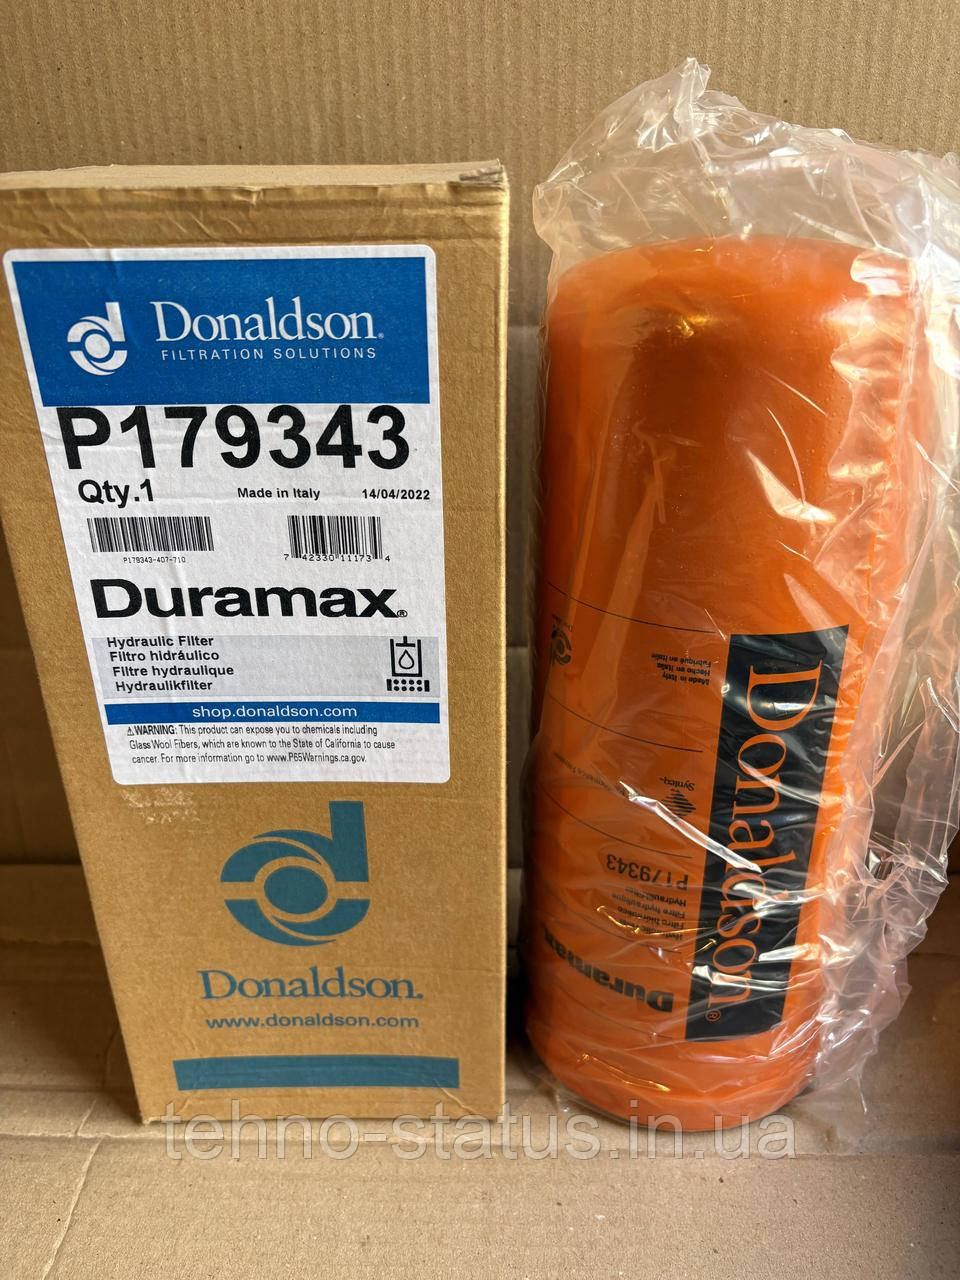 Donaldson®
FILTRATION SOLUTIONS
P179343
Qty.1
Made in Italy
14/04/2022
P179343-407-710
7 42330 11173 4
Duramax®
Hydraulic Filter
Filtro hidráulico
Filtre hydraulique
Hydraulikfilter
shop.donaldson.com
⚠WARNING: This product can expose you to chemicals including
Glass Wool Fibers, which are known to the State of California to cause
cancer. For more information go to www.P65Warnings.ca.gov.
Donaldson.
www.donaldson.com
Donaldson®
Duramax
P179343
Synteq
Made in Italy
Hecho en Italia
Fabriqué en Italie
tehno-status.in.ua